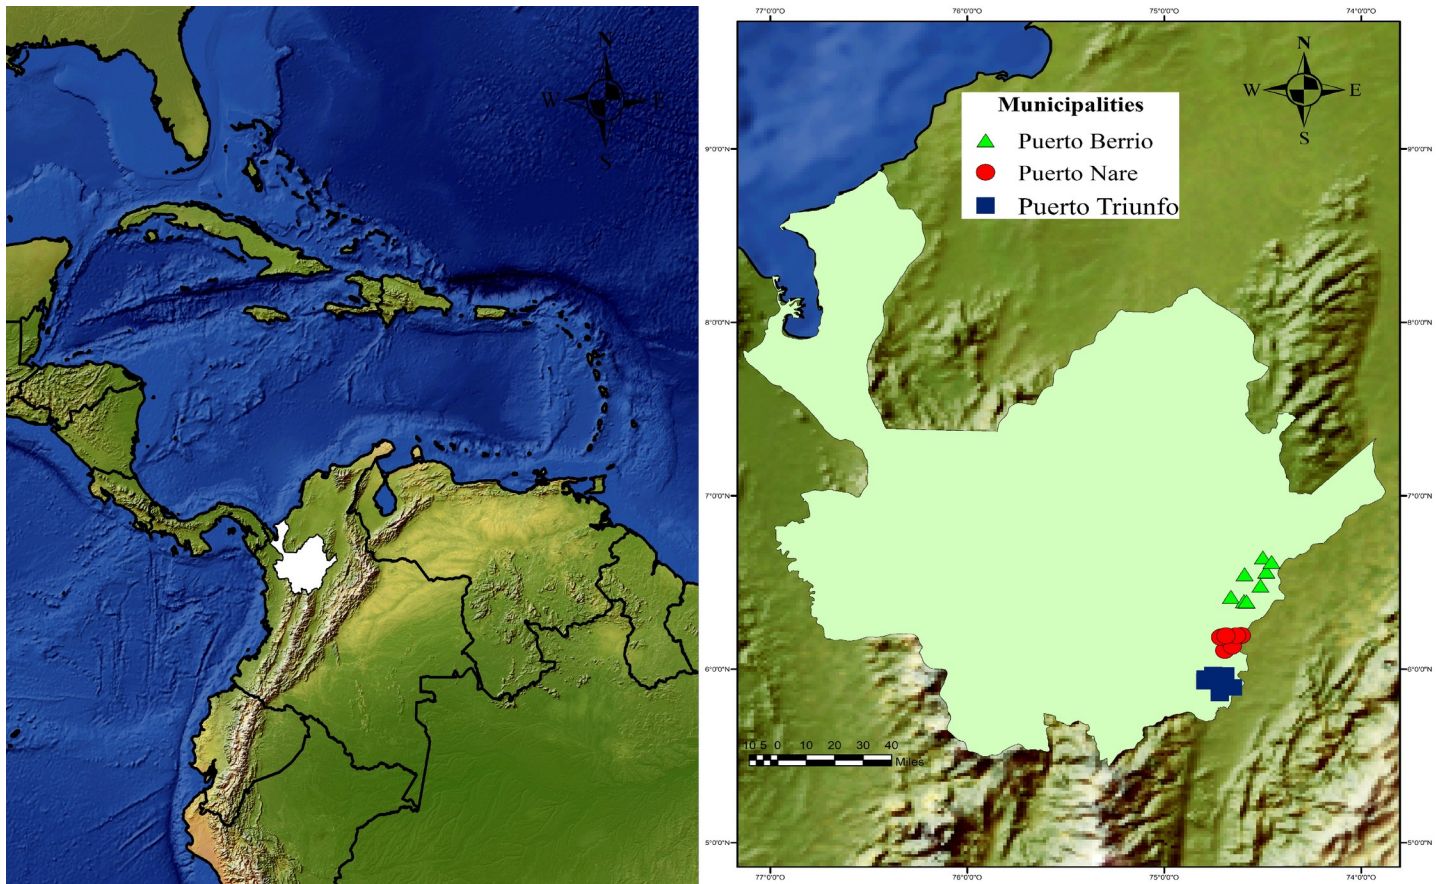 N
W E
S
77°0'0"O 76°0'0"O 75°0'0"O 74°0'0"O
N
W E
S
Municipalities
Puerto Berrio
Puerto Nare
Puerto Triunfo
9°0'0"N 9°0'0"N
8°0'0"N 8°0'0"N
7°0'0"N 7°0'0"N
6°0'0"N 6°0'0"N
10 5 0 10 20 30 40
Miles
5°0'0"N 5°0'0"N
77°0'0"O 76°0'0"O 75°0'0"O 74°0'0"O